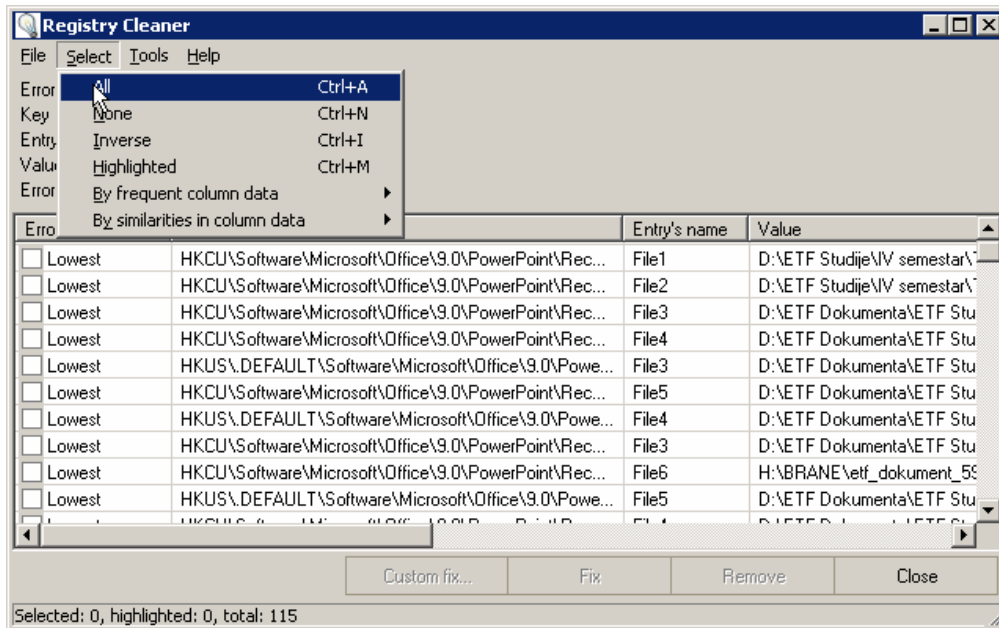 Registry Cleaner
File Select Tools Help
Error
All Ctrl+A
Key
None Ctrl+N
Entry
Inverse Ctrl+I
Highlighted Ctrl+M
Error
By frequent column data
By similarities in column data
Entry's name Value
Lowest HKCU\Software\Microsoft\Office\9.0\PowerPoint\Rec... File1 D:\ETF Studije\IV semestar\
Lowest HKCU\Software\Microsoft\Office\9.0\PowerPoint\Rec... File2 D:\ETF Studije\IV semestar\
Lowest HKCU\Software\Microsoft\Office\9.0\PowerPoint\Rec... File3 D:\ETF Dokumenta\ETF Stu
Lowest HKCU\Software\Microsoft\Office\9.0\PowerPoint\Rec... File4 D:\ETF Dokumenta\ETF Stu
Lowest HKUS\.DEFAULT\Software\Microsoft\Office\9.0\Powe... File3 D:\ETF Dokumenta\ETF Stu
Lowest HKCU\Software\Microsoft\Office\9.0\PowerPoint\Rec... File5 D:\ETF Dokumenta\ETF Stu
Lowest HKUS\.DEFAULT\Software\Microsoft\Office\9.0\Powe... File4 D:\ETF Dokumenta\ETF Stu
Lowest HKCU\Software\Microsoft\Office\9.0\PowerPoint\Rec... File3 D:\ETF Dokumenta\ETF Stu
Lowest HKCU\Software\Microsoft\Office\9.0\PowerPoint\Rec... File6 H:\BRANE\etf_dokument_59
Lowest HKUS\.DEFAULT\Software\Microsoft\Office\9.0\Powe... File5 D:\ETF Dokumenta\ETF Stu
Custom fix... Fix Remove Close
Selected: 0, highlighted: 0, total: 115